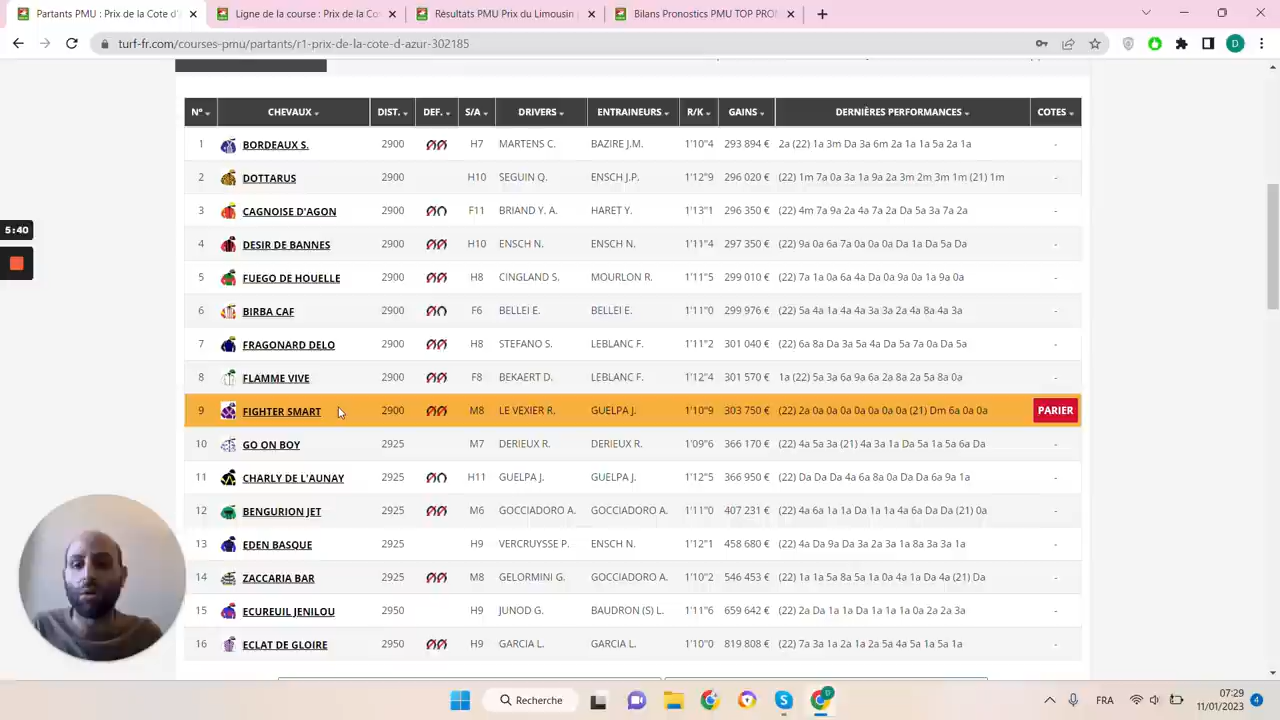 Partants PMU : Prix de la Cote d'
Ligne de course : Prix de la Cot
Résultats PMU Prix du Limousin
Bilans Pronostics PMU TOP PRON
turf-fr.com/courses-pmu/partants/r1-prix-de-la-cote-d-azur-302185
D
N° CHEVAUX DIST. DEF. S/A DRIVERS ENTRAINEURS R/K GAINS DERNIÈRES PERFORMANCES COTES
1 BORDEAUX S. 2900 H7 MARTENS C. BAZIRE J.M. 1'10"4 293 894 € 2a (22) 1a 3m Da 3a 6m 2a 1a 1a 5a 2a 1a -
2 DOTTARUS 2900 H10 SEGUIN Q. ENSCH J.P. 1'12"9 296 020 € (22) 1m 7a 0a 3a 1a 9a 2a 3m 2m 3m 1m (21) 1m -
3 CAGNOISE D'AGON 2900 F11 BRIAND Y. A. HARET Y. 1'13"1 296 350 € (22) 4m 7a 9a 2a 4a 7a 2a Da 5a 3a 7a 2a -
4 DESIR DE BANNES 2900 H10 ENSCH N. ENSCH N. 1'11"4 297 350 € (22) 9a 0a 6a 7a 0a 0a 0a Da 1a Da 5a Da -
5 FUEGO DE HOUELLE 2900 H8 CINGLAND S. MOURLON R. 1'11"5 299 010 € (22) 7a 1a 0a 6a 4a Da 0a 9a 0a 1a 9a 0a -
6 BIRBA CAF 2900 F6 BELLEI E. BELLEI E. 1'11"0 299 976 € (22) 5a 4a 1a 4a 4a 3a 3a 2a 4a 8a 4a 3a -
7 FRAGONARD DELO 2900 H8 STEFANO S. LEBLANC F. 1'11"2 301 040 € (22) 6a 8a Da 3a 5a 4a Da 5a 7a 0a Da 5a -
8 FLAMME VIVE 2900 F8 BEKAERT D. LEBLANC F. 1'12"4 301 570 € 1a (22) 5a 3a 6a 9a 6a 2a 8a 2a 5a 8a 0a -
9 FIGHTER SMART 2900 M8 LE VEXIER R. GUELPA J. 1'10"9 303 750 € (22) 2a 0a 0a 0a 0a 0a 0a 0a (21) Dm 6a 0a 0a PARIER
10 GO ON BOY 2925 M7 DERIEUX R. DERIEUX R. 1'09"6 366 170 € (22) 4a 5a 3a (21) 4a 3a 1a Da 5a 1a 5a 6a Da -
11 CHARLY DE L'AUNAY 2925 H11 GUELPA J. GUELPA J. 1'12"5 366 950 € (22) Da Da Da 4a 6a 8a 0a Da Da 6a 9a 1a -
12 BENGURION JET 2925 M6 GOCCIADORO A. GOCCIADORO A. 1'11"0 407 231 € (22) 4a 6a 1a 1a Da 1a 1a 4a 6a Da Da (21) 0a -
13 EDEN BASQUE 2925 H9 VERCRUYSSE P. ENSCH N. 1'12"1 458 680 € (22) 4a Da 9a Da 3a 2a 3a 1a 8a 3a 3a 1a -
14 ZACCARIA BAR 2925 M8 GELORMINI G. GOCCIADORO A. 1'10"2 546 453 € (22) 1a 1a 5a 8a 5a 1a 0a 4a 1a Da 4a (21) Da -
15 ECUREUIL JENILOU 2950 H9 JUNOD G. BAUDRON (S) L. 1'11"6 659 642 € (22) 2a Da 1a 1a Da 1a 1a 1a 0a 2a 2a 3a -
16 ECLAT DE GLOIRE 2950 H9 GARCIA L. GARCIA L. 1'10"0 819 808 € (22) 7a 3a 1a 2a 1a 2a 5a 4a 5a 1a 5a 1a -
5:40
Recherche
FRA
07:29
11/01/2023
4